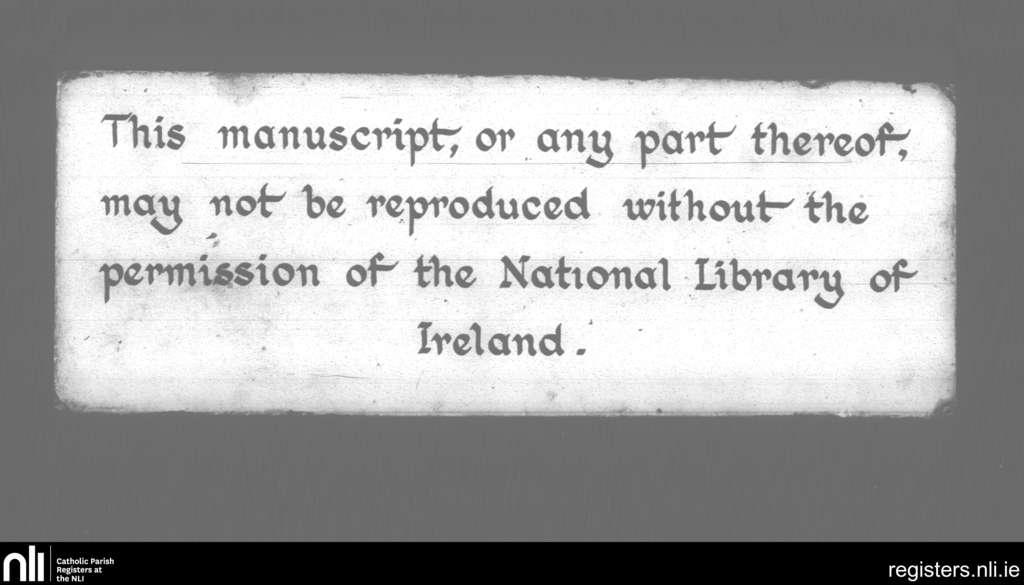 This manuscript, or any part thereof,
may not be reproduced without the
permission of the National Library of
Ireland.
nli
Catholic Parish
Registers at
the NLI
registers.nli.ie